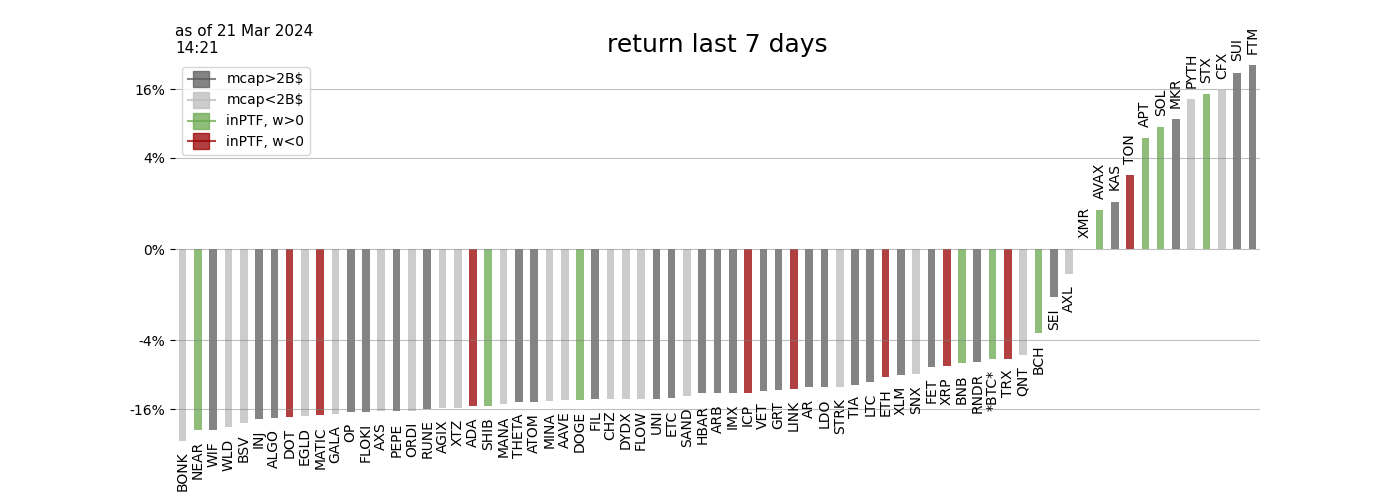 as of 21 Mar 2024
14:21
return last 7 days
mcap>2B$
mcap<2B$
inPTF, w>0
inPTF, w<0
16%
4%
0%
-4%
-16%
BONK
NEAR
WIF
WLD
BSV
INJ
ALGO
DOT
EGLD
MATIC
GALA
OP
FLOKI
AXS
PEPE
ORDI
RUNE
AGIX
XTZ
ADA
SHIB
MANA
THETA
ATOM
MINA
AAVE
DOGE
FIL
CHZ
DYDX
FLOW
UNI
ETC
SAND
HBAR
ARB
IMX
ICP
VET
GRT
LINK
AR
LDO
STRK
TIA
LTC
ETH
XLM
SNX
FET
XRP
BNB
RNDR
*BTC*
TRX
QNT
BCH
SEI
AXL
XMR
AVAX
KAS
TON
APT
SOL
MKR
PYTH
STX
CFX
SUI
FTM